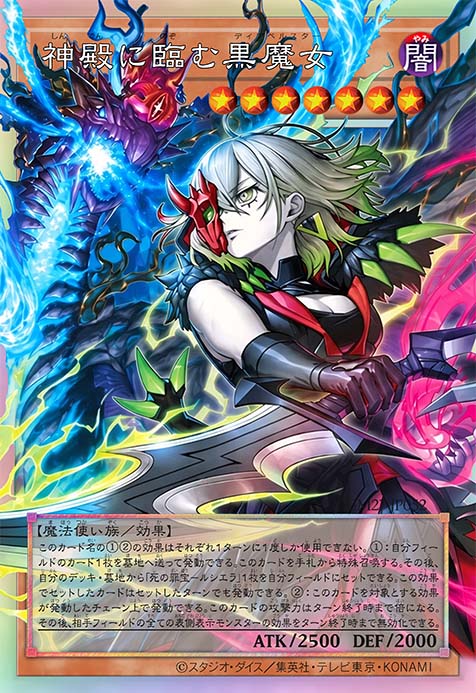 神殿に臨む黒魔女
闇
【魔法使い族／効果】
このカード名の①②の効果はそれぞれ1ターンに1度しか使用できない。①：自分フィー
ルドのカード1枚を墓地へ送って発動できる。このカードを手札から特殊召喚する。その後、
自分のデッキ・墓地から「死の罪宝－ルシエラ」1枚を自分フィールドにセットできる。この効果
でセットしたカードはセットしたターンでも発動できる。②：このカードを対象とする効果
が発動したチェーン上で発動できる。このカードの攻撃力はターン終了時まで倍になる。
その後、相手フィールドの全ての表側表示モンスターの効果をターン終了時まで無効化できる。
ATK/2500 DEF/2000
©スタジオ・ダイス／集英社・テレビ東京・KONAMI